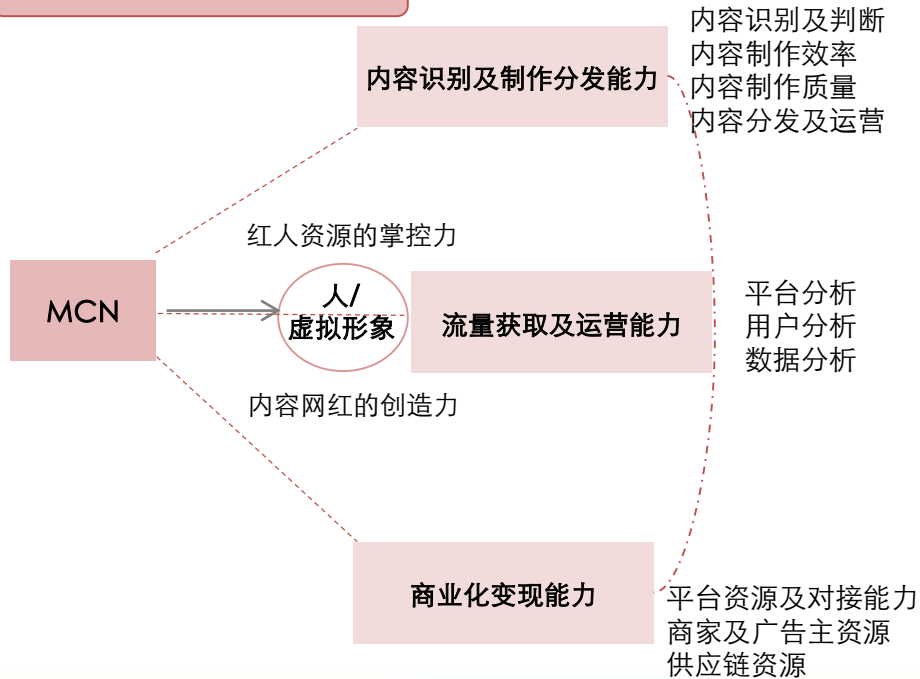 内容识别及制作分发能力
内容识别及判断
内容制作效率
内容制作质量
内容分发及运营
红人资源的掌控力
MCN
人/
虚拟形象
流量获取及运营能力
平台分析
用户分析
数据分析
内容网红的创造力
商业化变现能力
平台资源及对接能力
商家及广告主资源
供应链资源